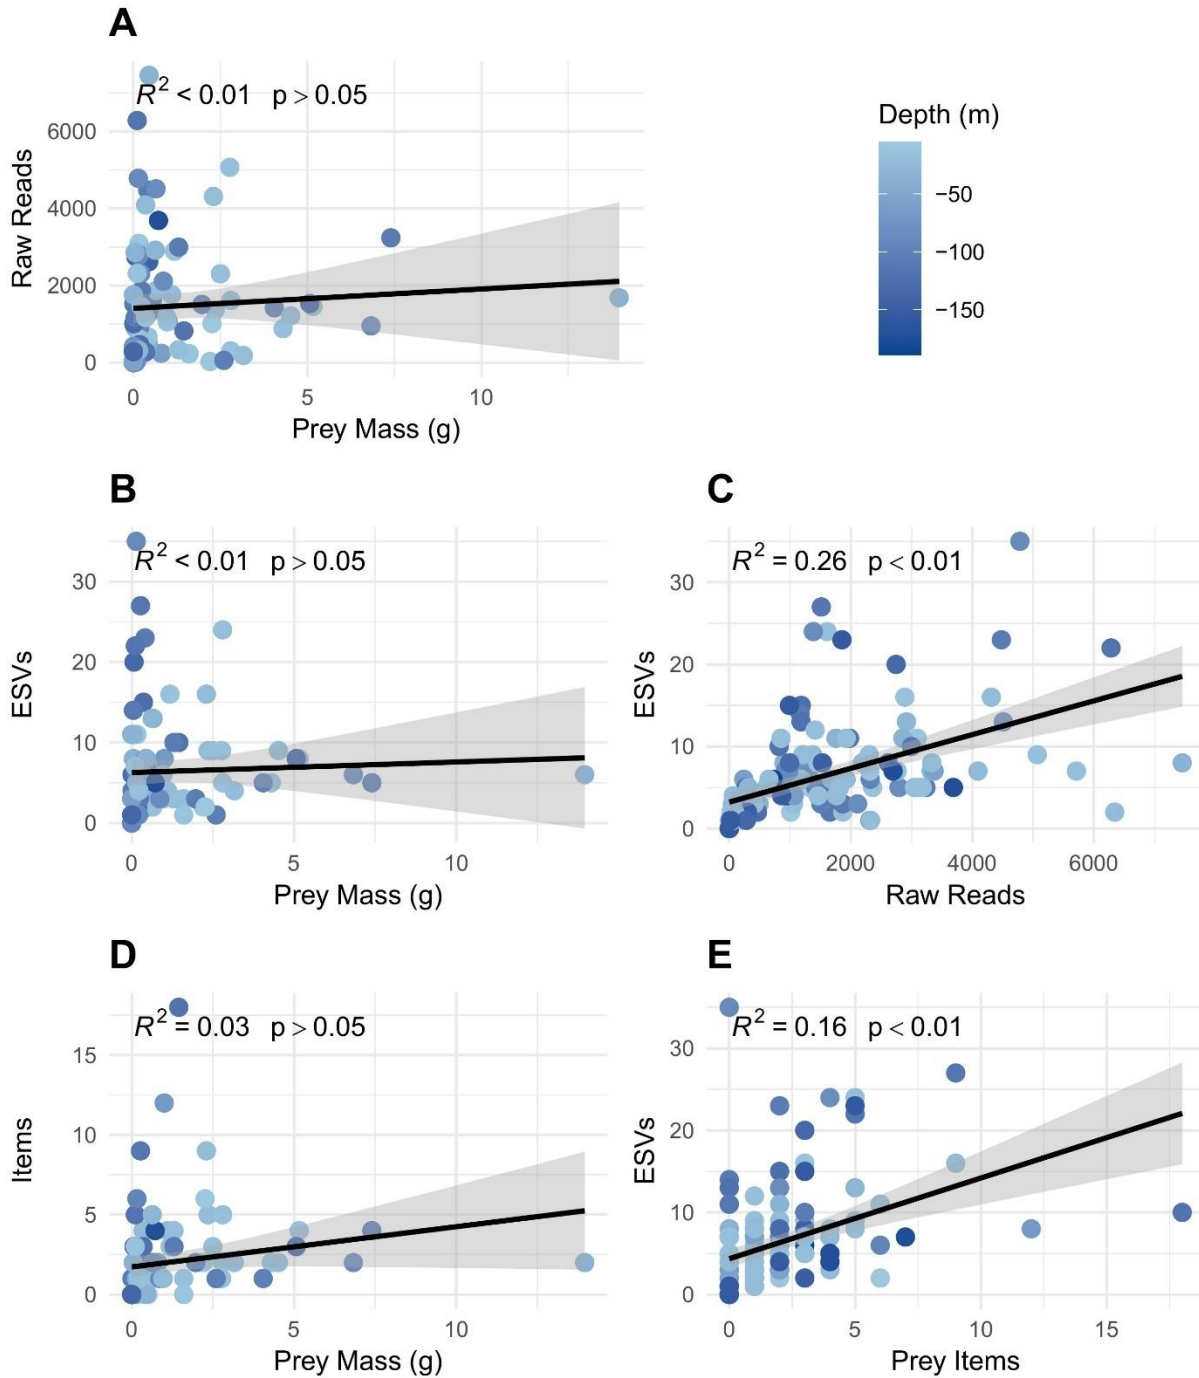 A
R² < 0.01 p > 0.05
Raw Reads
6000
4000
2000
0
0 5 10
Prey Mass (g)
Depth (m)
−50
−100
−150
B
R² < 0.01 p > 0.05
ESVs
30
20
10
0
0 5 10
Prey Mass (g)
C
R² = 0.26 p < 0.01
ESVs
30
20
10
0
0 2000 4000 6000
Raw Reads
D
R² = 0.03 p > 0.05
Items
15
10
5
0
0 5 10
Prey Mass (g)
E
R² = 0.16 p < 0.01
ESVs
30
20
10
0
0 5 10 15
Prey Items